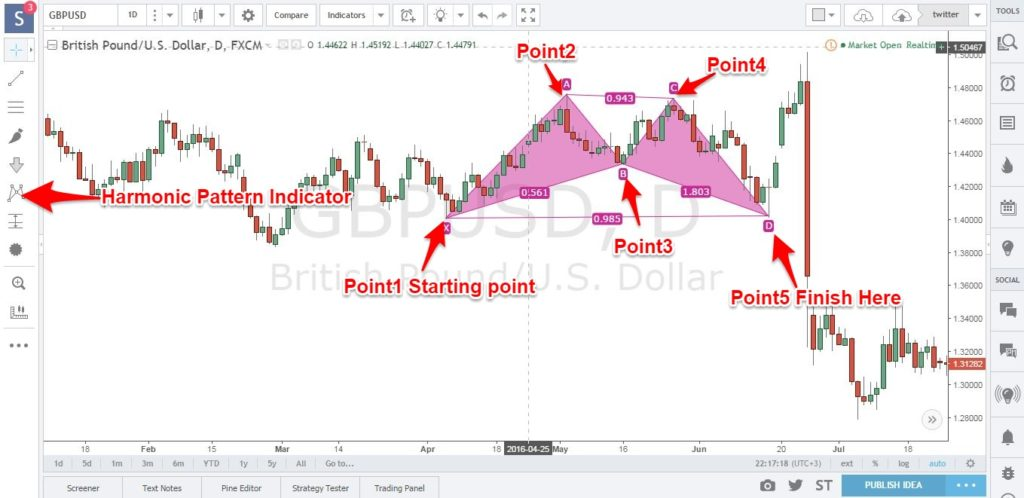 S
3
GBPUSD
1D
Compare
Indicators
twitter
TOOLS
British Pound/U.S. Dollar, D, FXCM
O 1.44622 H 1.45192 L 1.44027 C 1.44791
Market Open
Realtim
1.50467
1.50000
Point2
Point4
A
C
0.943
1.48000
1.46000
1.44000
B
Harmonic Pattern Indicator
0.561
1.803
1.42000
GBPUSD, D
X
0.985
D
1.40000
Point3
British Pound/U.S. Dollar
1.38000
Point1 Starting point
Point5 Finish Here
1.36000
SOCIAL
1.34000
1.32000
1.31282
1.30000
1.28000
18
Feb
15
Mar
14
Apr
18
2016-04-25
May
16
Jun
20
Jul
18
1d
5d
1m
3m
6m
YTD
1y
5y
All
Go to...
22:17:18 (UTC+3)
ext
%
log
auto
Screener
Text Notes
Pine Editor
Strategy Tester
Trading Panel
ST
PUBLISH IDEA